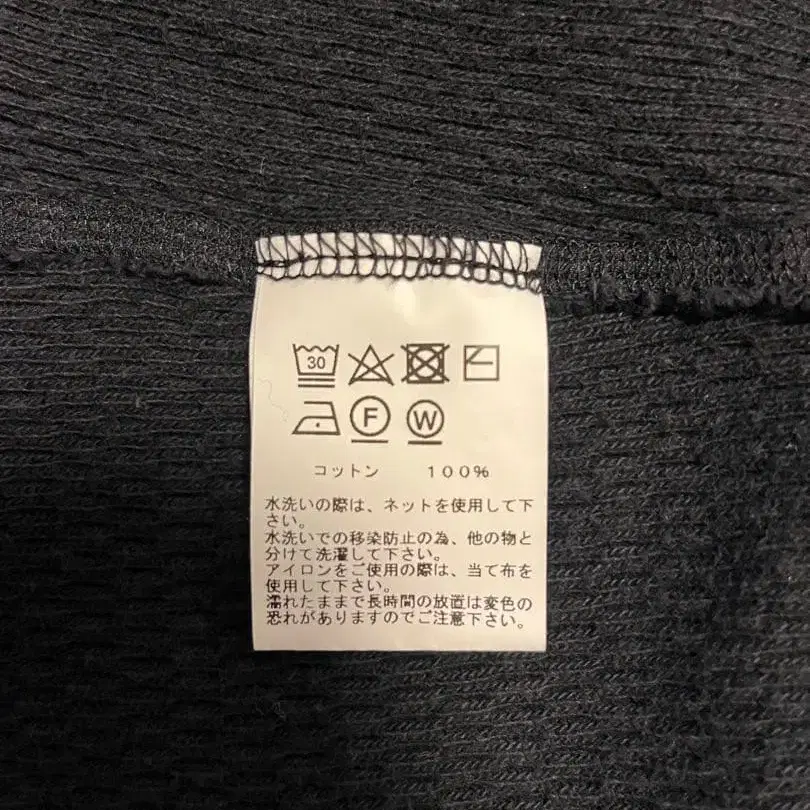 30
F W
コットン 100%
水洗いの際は、ネットを使用して下
さい。
水洗いでの移染防止の為、他の物と
分けて洗濯して下さい。
アイロンをご使用の際は、当て布を
使用して下さい。
濡れたままで長時間の放置は変色の
恐れがありますのでご注意下さい。